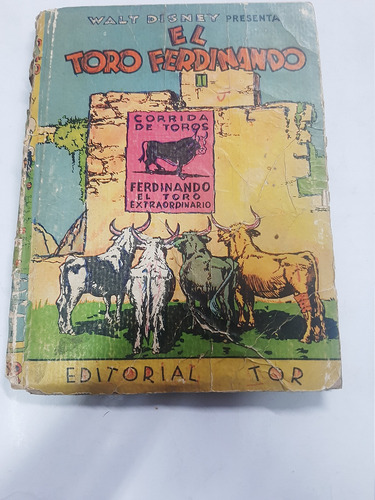 WALT DISNEY PRESENTA
EL
TORO FERDINANDO
CORRIDA
DE TOROS
FERDINANDO
EL TORO
EXTRAORDINARIO
EDITORIAL TOR